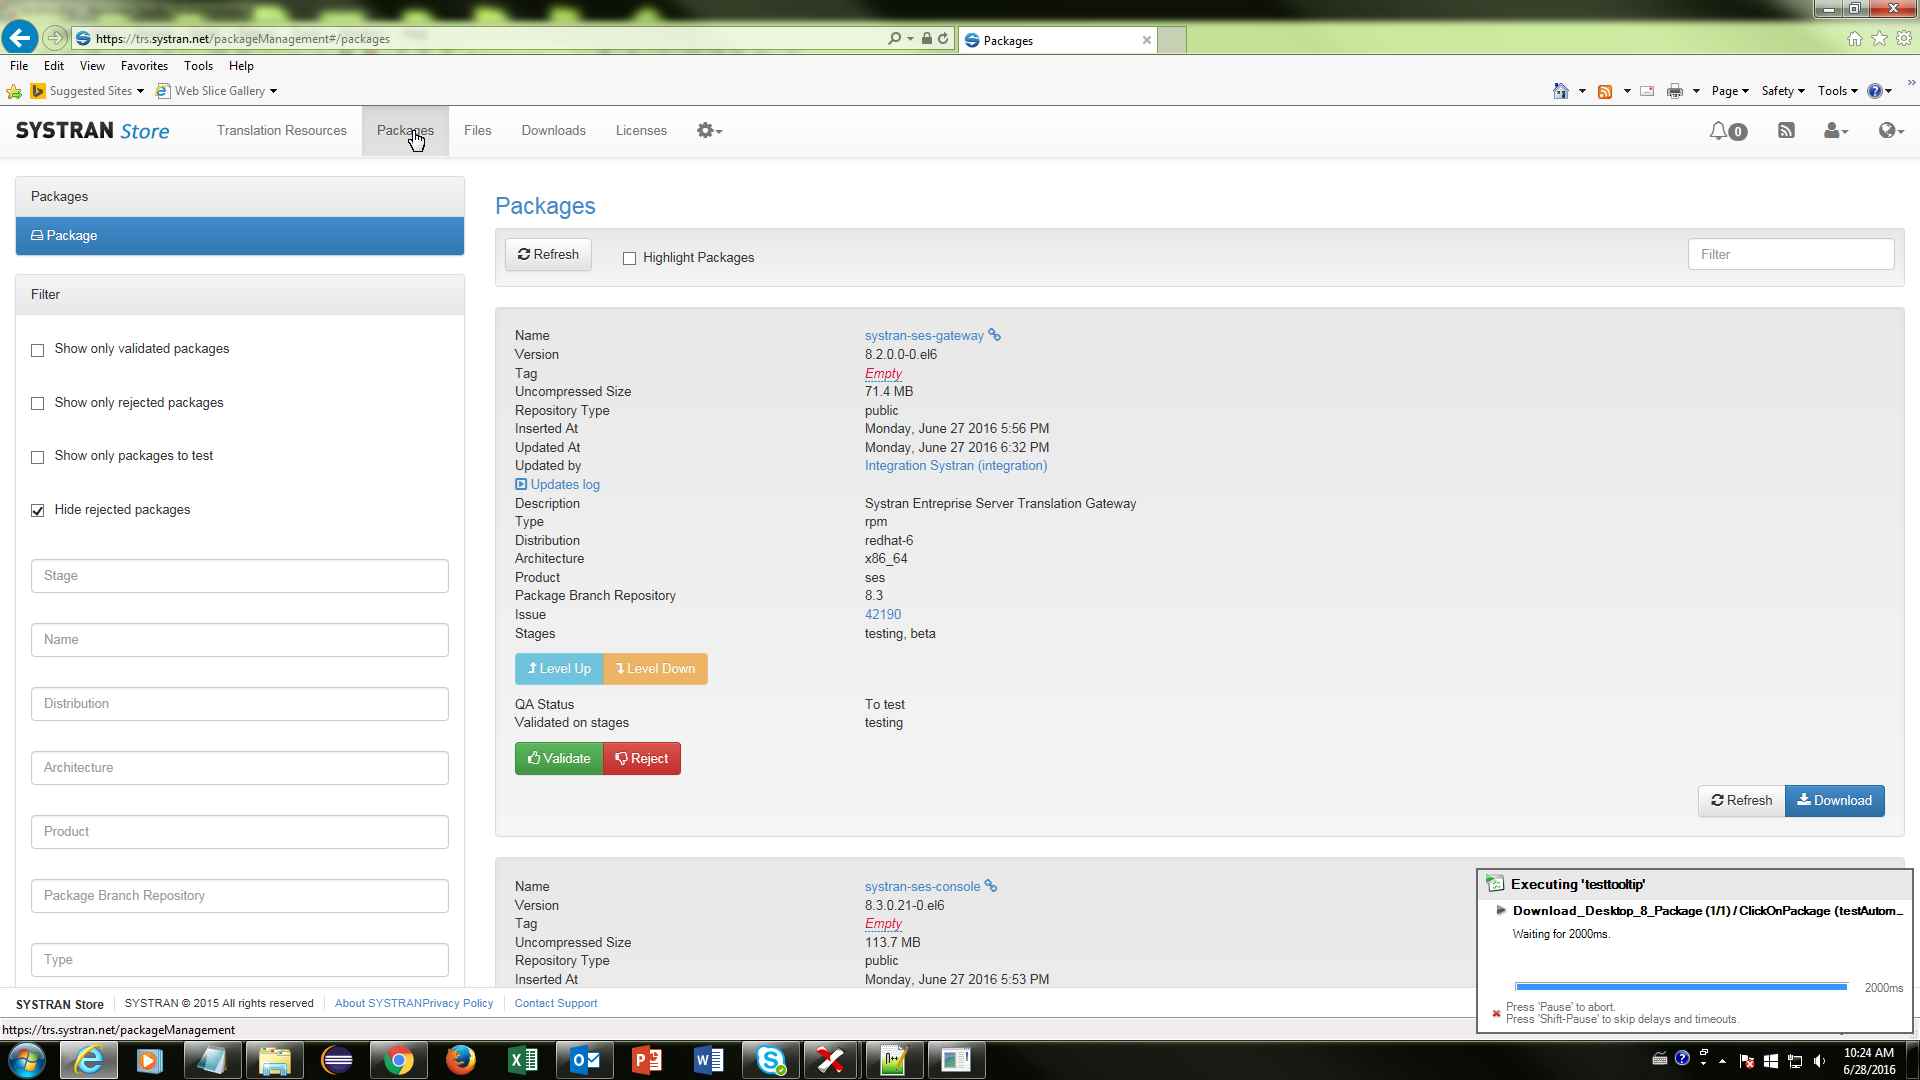 https://trs.systran.net/packageManagement#/packages
Packages
File Edit View Favorites Tools Help
Suggested Sites Web Slice Gallery
Page Safety Tools
SYSTRAN Store
Translation Resources Packages Files Downloads Licenses
0
Packages
Package
Filter
Show only validated packages
Show only rejected packages
Show only packages to test
Hide rejected packages
Stage
Name
Distribution
Architecture
Product
Package Branch Repository
Type
Packages
Refresh Highlight Packages Filter
Name systran-ses-gateway
Version 8.2.0.0-0.el6
Tag Empty
Uncompressed Size 71.4 MB
Repository Type public
Inserted At Monday, June 27 2016 5:56 PM
Updated At Monday, June 27 2016 6:32 PM
Updated by Integration Systran (integration)
Updates log
Description Systran Entreprise Server Translation Gateway
Type rpm
Distribution redhat-6
Architecture x86_64
Product ses
Package Branch Repository 8.3
Issue 42190
Stages testing, beta
Level Up Level Down
QA Status To test
Validated on stages testing
Validate Reject
Refresh Download
Name systran-ses-console
Version 8.3.0.21-0.el6
Tag Empty
Uncompressed Size 113.7 MB
Repository Type public
Inserted At Monday, June 27 2016 5:53 PM
Executing 'testtooltip'
Download_Desktop_8_Package (1/1) / ClickOnPackage (testAutom...
Waiting for 2000ms.
2000ms
Press 'Pause' to abort.
Press 'Shift-Pause' to skip delays and timeouts.
SYSTRAN Store SYSTRAN © 2015 All rights reserved About SYSTRAN Privacy Policy Contact Support
https://trs.systran.net/packageManagement
10:24 AM
6/28/2016